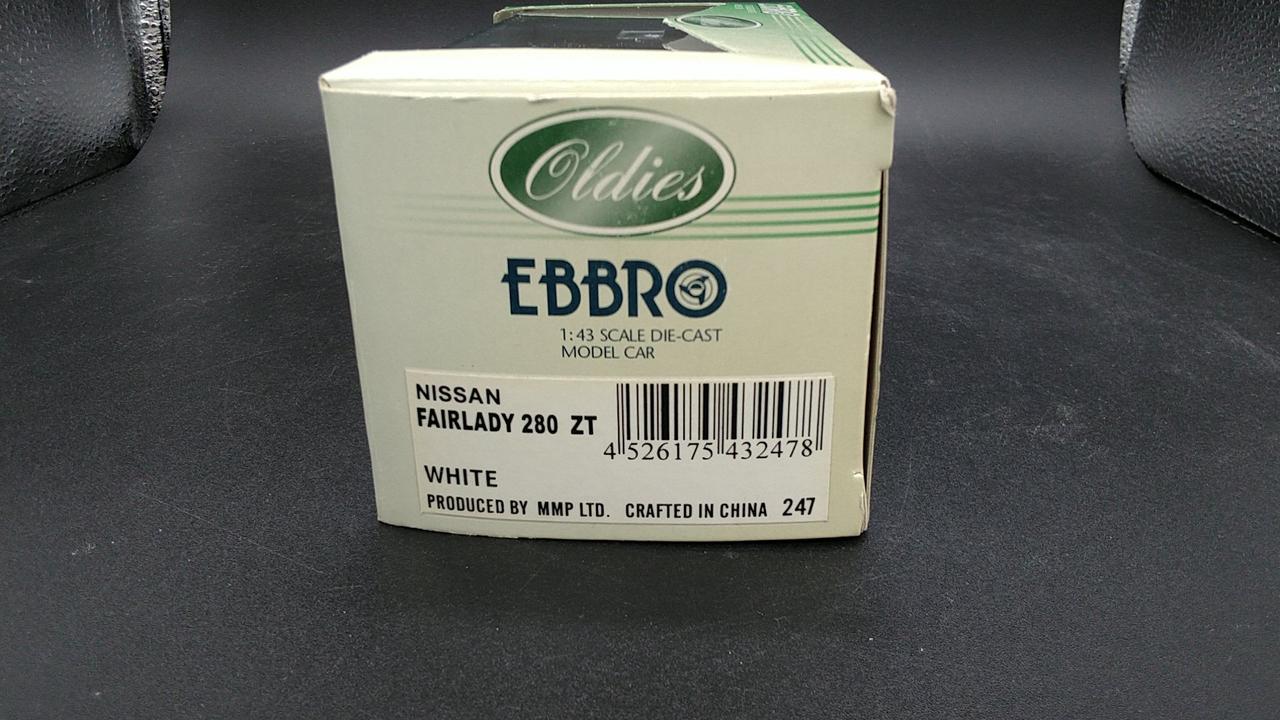 Oldies
EBBRO
1:43 SCALE DIE-CAST
MODEL CAR
NISSAN
FAIRLADY 280 ZT
4 526175 432478
WHITE
PRODUCED BY MMP LTD. CRAFTED IN CHINA 247